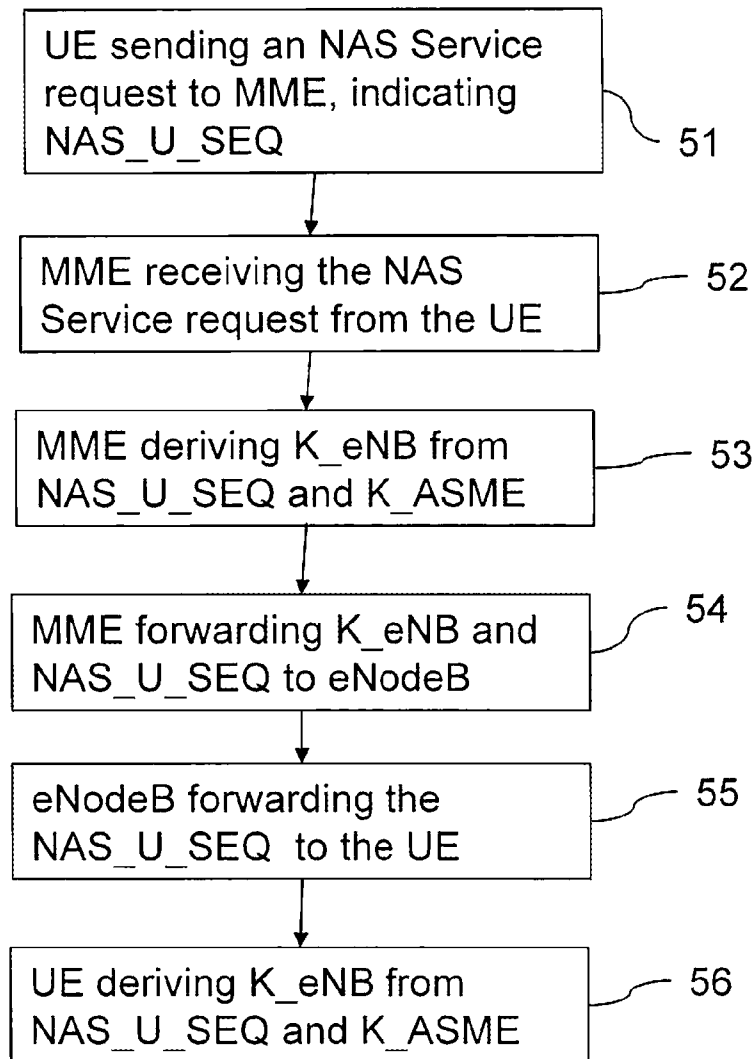 UE sending an NAS Service
request to MME, indicating
NAS_U_SEQ
51
MME receiving the NAS
Service request from the UE
52
MME deriving K_eNB from
NAS_U_SEQ and K_ASME
53
MME forwarding K_eNB and
NAS_U_SEQ to eNodeB
54
eNodeB forwarding the
NAS_U_SEQ to the UE
55
UE deriving K_eNB from
NAS_U_SEQ and K_ASME
56